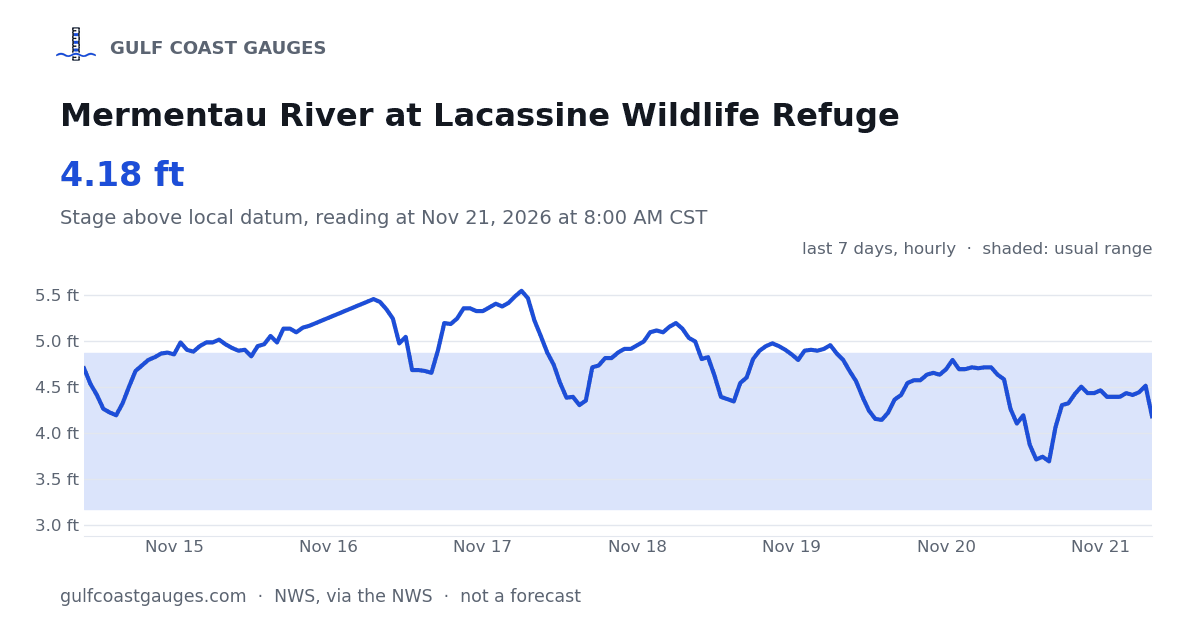 GULF COAST GAUGES
Mermentau River at Lacassine Wildlife Refuge
4.18 ft
Stage above local datum, reading at Nov 21, 2026 at 8:00 AM CST
last 7 days, hourly · shaded: usual range
5.5 ft
5.0 ft
4.5 ft
4.0 ft
3.5 ft
3.0 ft
Nov 15 Nov 16 Nov 17 Nov 18 Nov 19 Nov 20 Nov 21
gulfcoastgauges.com · NWS, via the NWS · not a forecast